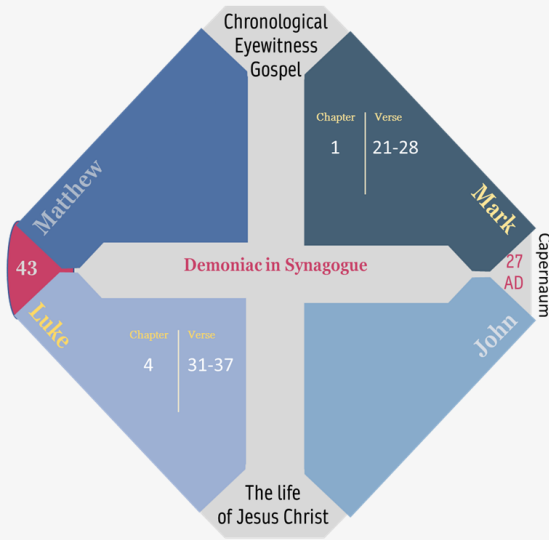 Chronological
Eyewitness
Gospel
Matthew
Chapter Verse
1 21-28
Mark
43
Demoniac in Synagogue
27
AD
Capernaum
Luke
Chapter Verse
4 31-37
John
The life
of Jesus Christ